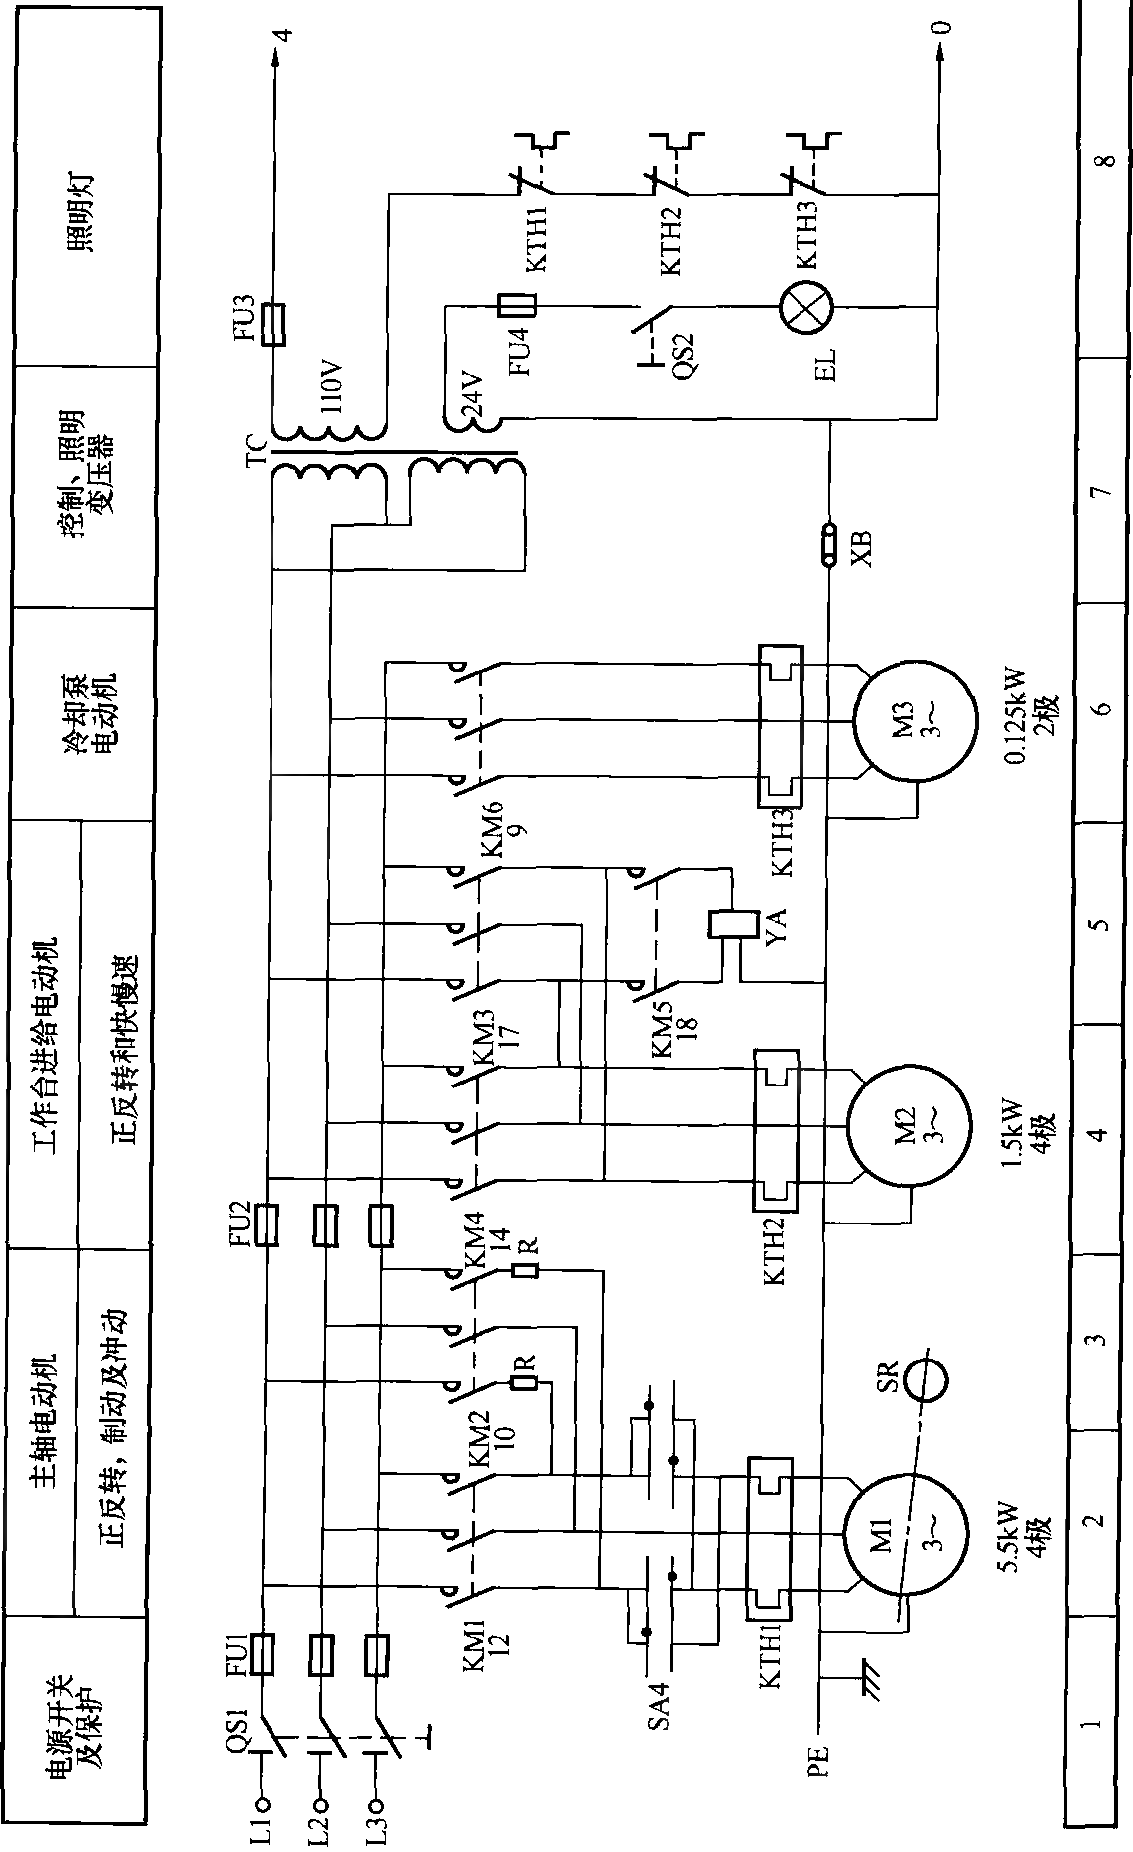 电源开关
及保护
主轴电动机
正反转，制动及冲动
工作台进给电动机
正反转和快慢速
冷却泵
电动机
控制、照明
变压器
照明灯
L1
L2
L3
QS1
FU1
FU2
TC
110V
24V
FU3
4
KM1
12
KM2
10
R
R
KM4
14
KM3
17
KM6
9
KM5
18
YA
FU4
QS2
EL
KTH1
KTH2
KTH3
0
SA4
KTH1
KTH2
KTH3
XB
PE
M1
3～
SR
M2
3～
M3
3～
5.5kW
4极
1.5kW
4极
0.125kW
2极
1
2
3
4
5
6
7
8